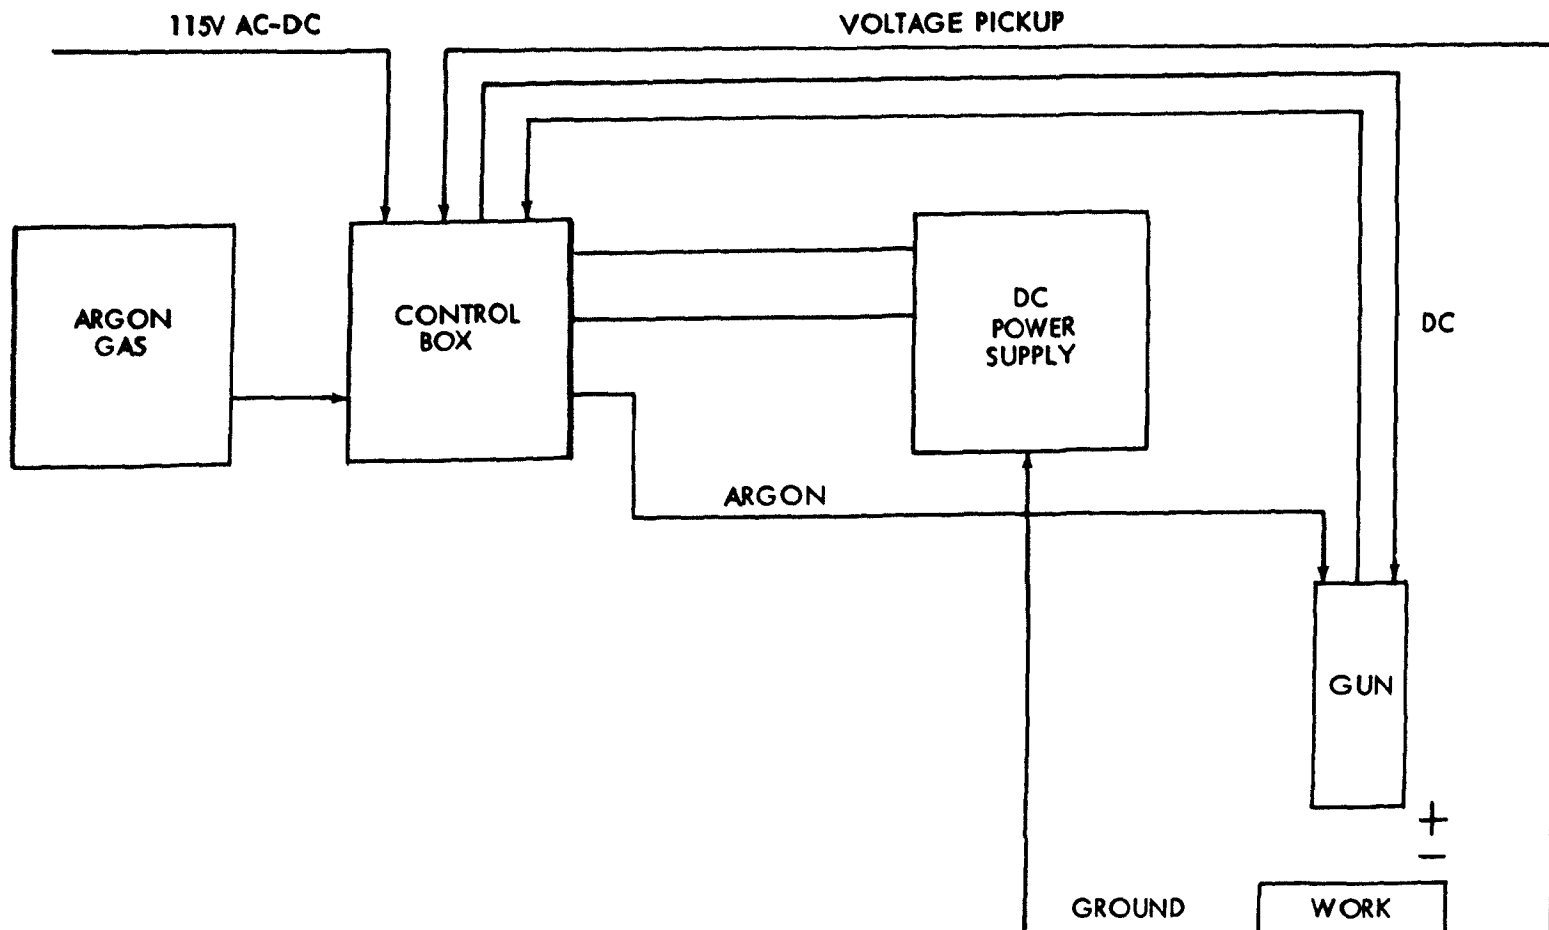 115V AC-DC
VOLTAGE PICKUP
ARGON
GAS
CONTROL
BOX
DC
POWER
SUPPLY
DC
ARGON
GUN
+
−
GROUND
WORK